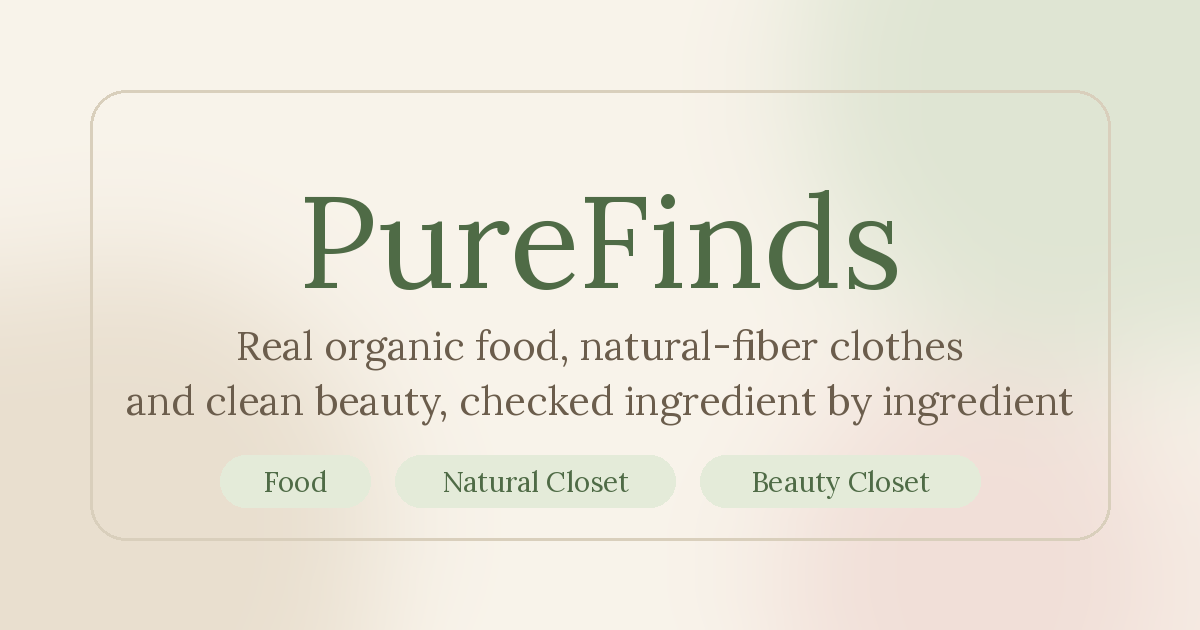 PureFinds
Real organic food, natural-fiber clothes
and clean beauty, checked ingredient by ingredient
Food
Natural Closet
Beauty Closet